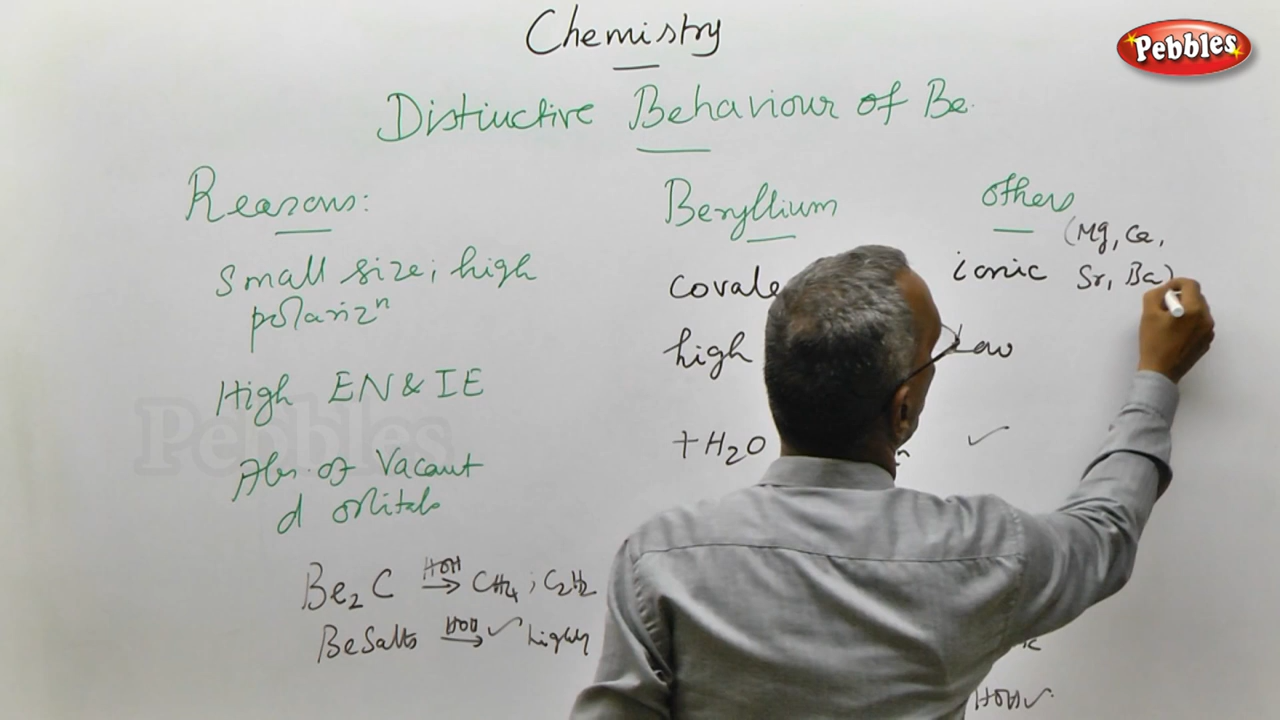 Chemistry
Pebbles
Distinctive Behaviour of Be.
Reasons:
Small size; high
polarizⁿ
High EN & IE
Abs. of Vacant
d orbitals
Be₂C HOH→ CH₄ ; C₂H₂
Be Salts HOH→ ✓ highly
Beryllium
high
+H₂O
others
(Mg, Ca,
Sr, Ba)
ionic
Low
✓
HOH ✓
Pebbles